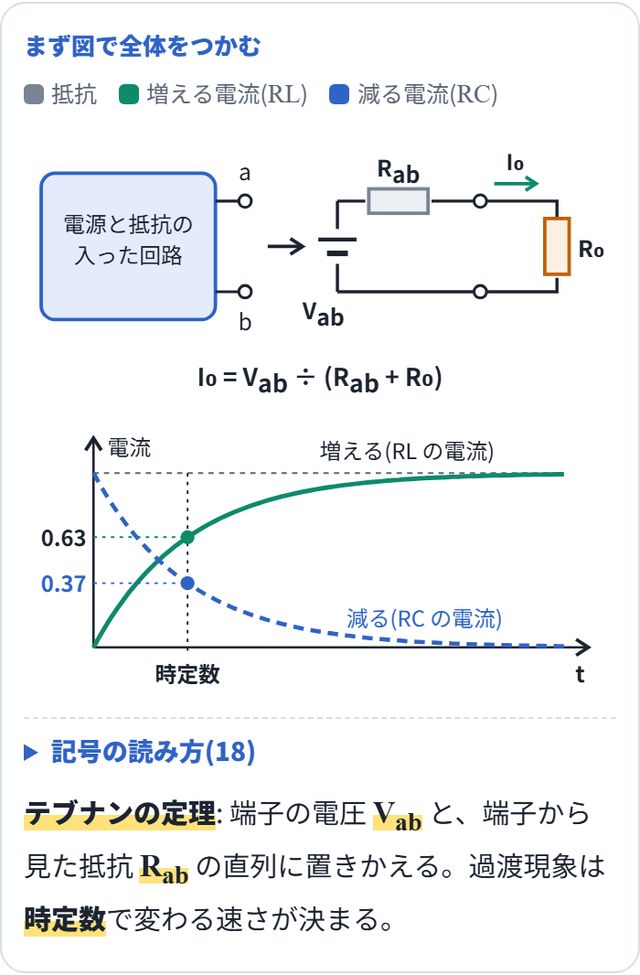 まず図で全体をつかむ
抵抗 増える電流(RL) 減る電流(RC)
a
電源と抵抗の
入った回路
b
Rab
I₀
R₀
Vab
I₀ = Vab ÷ (Rab + R₀)
電流
増える(RL の電流)
0.63
0.37
減る(RC の電流)
時定数
t
▶ 記号の読み方(18)
テブナンの定理: 端子の電圧 Vab と、端子から
見た抵抗 Rab の直列に置きかえる。過渡現象は
時定数で変わる速さが決まる。